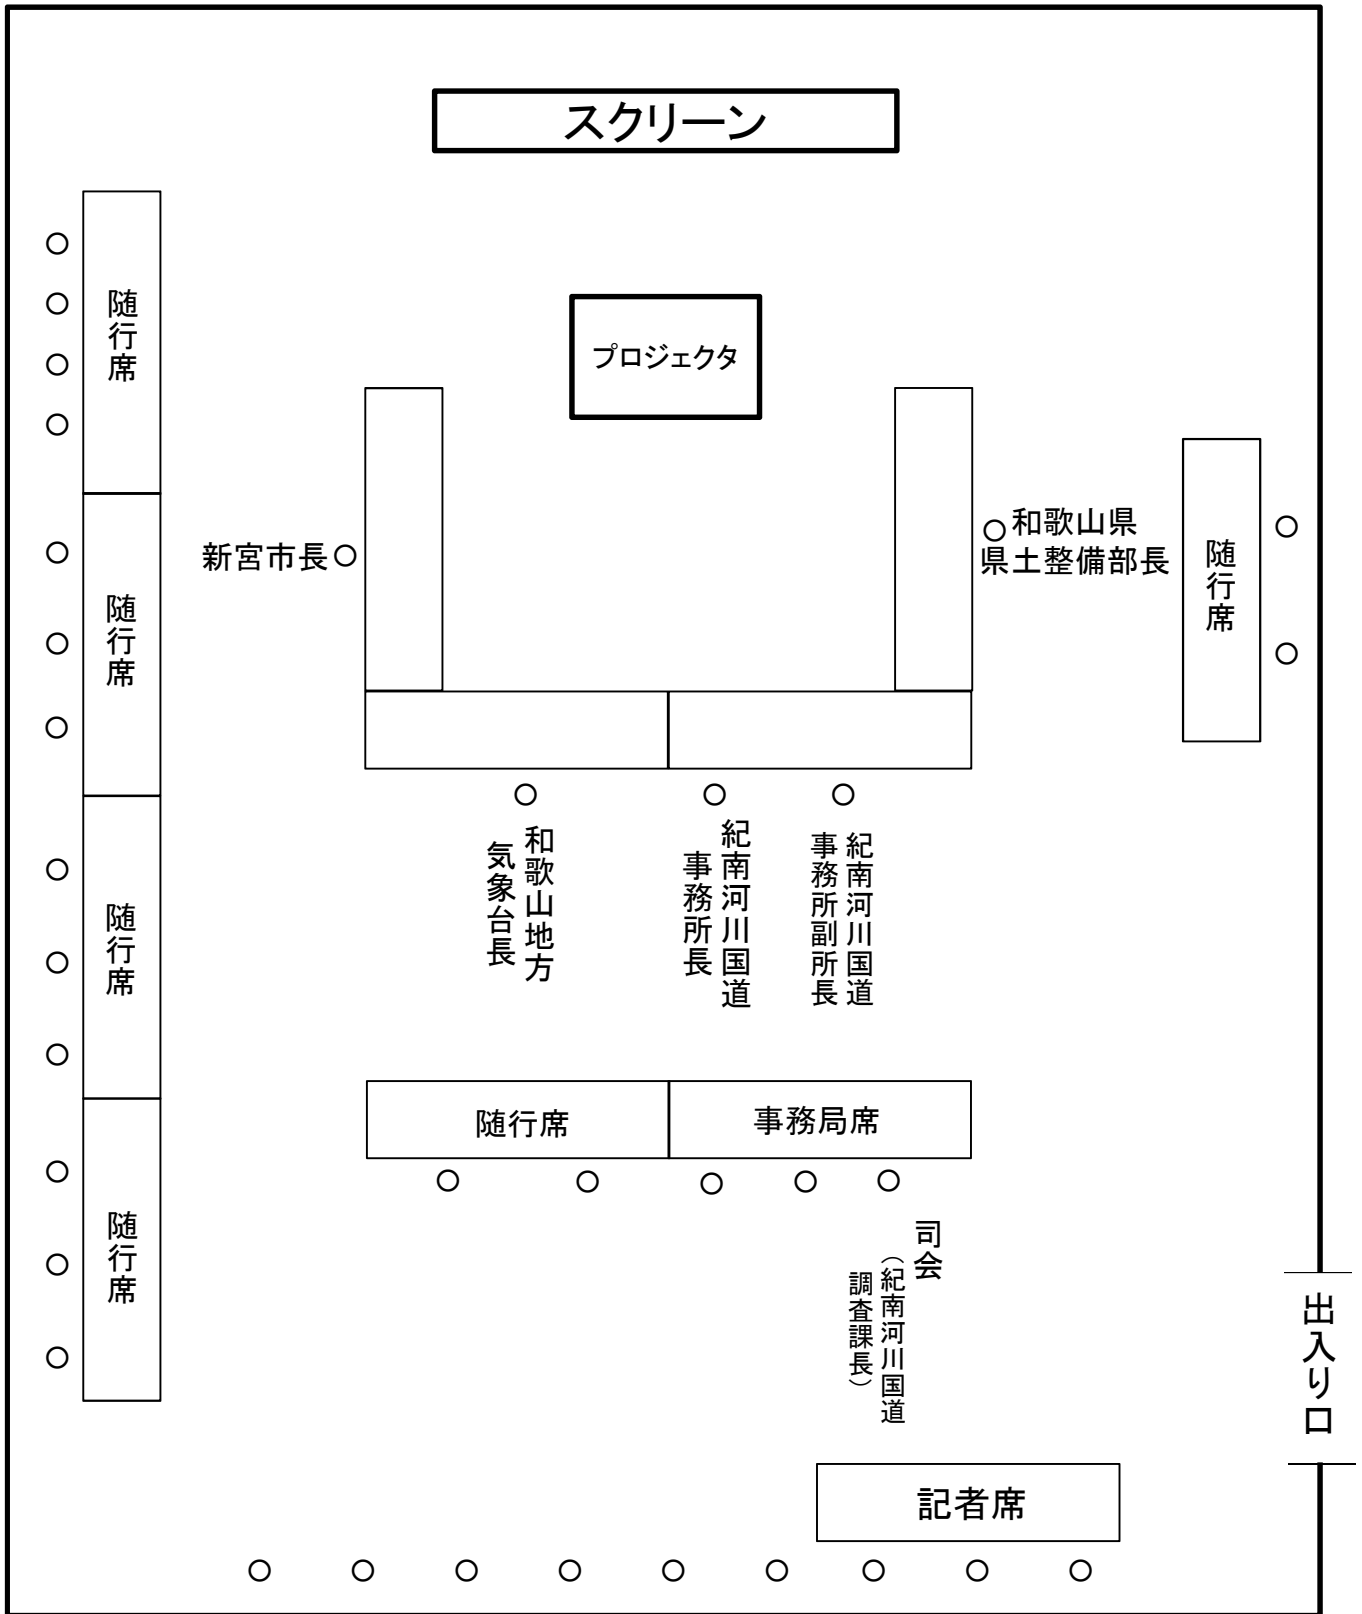 スクリーン
随行席
プロジェクタ
新宮市長
和歌山県
県土整備部長
随行席
随行席
和歌山地方
気象台長
紀南河川国道
事務所長
紀南河川国道
事務所副所長
随行席
随行席
事務局席
随行席
司会
（紀南河川国道
調査課長）
出入り口
記者席